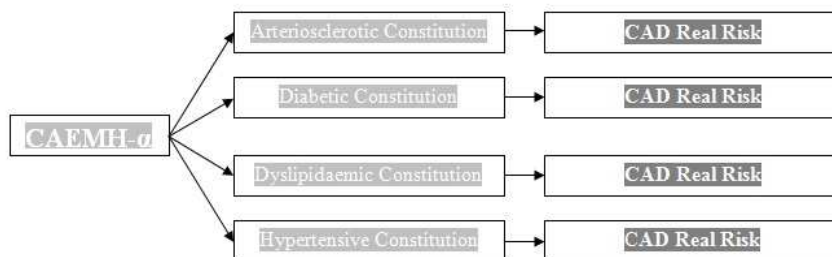 Arteriosclerotic Constitution
CAD Real Risk
Diabetic Constitution
CAD Real Risk
CAEMH-α
Dyslipidaemic Constitution
CAD Real Risk
Hypertensive Constitution
CAD Real Risk